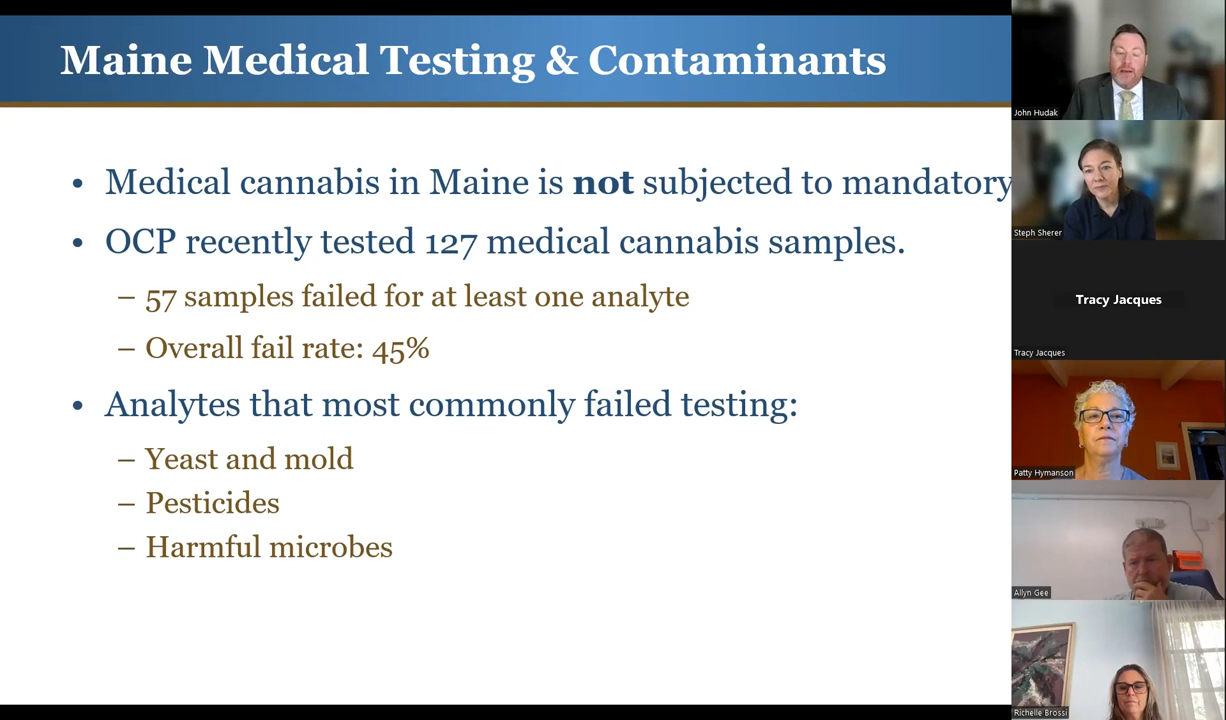 Maine Medical Testing & Contaminants
• Medical cannabis in Maine is not subjected to mandatory
• OCP recently tested 127 medical cannabis samples.
– 57 samples failed for at least one analyte
– Overall fail rate: 45%
• Analytes that most commonly failed testing:
– Yeast and mold
– Pesticides
– Harmful microbes
John Hudak
Steph Sherer
Tracy Jacques
Tracy Jacques
Patty Hymanson
Allyn Gee
Richelle Brossi